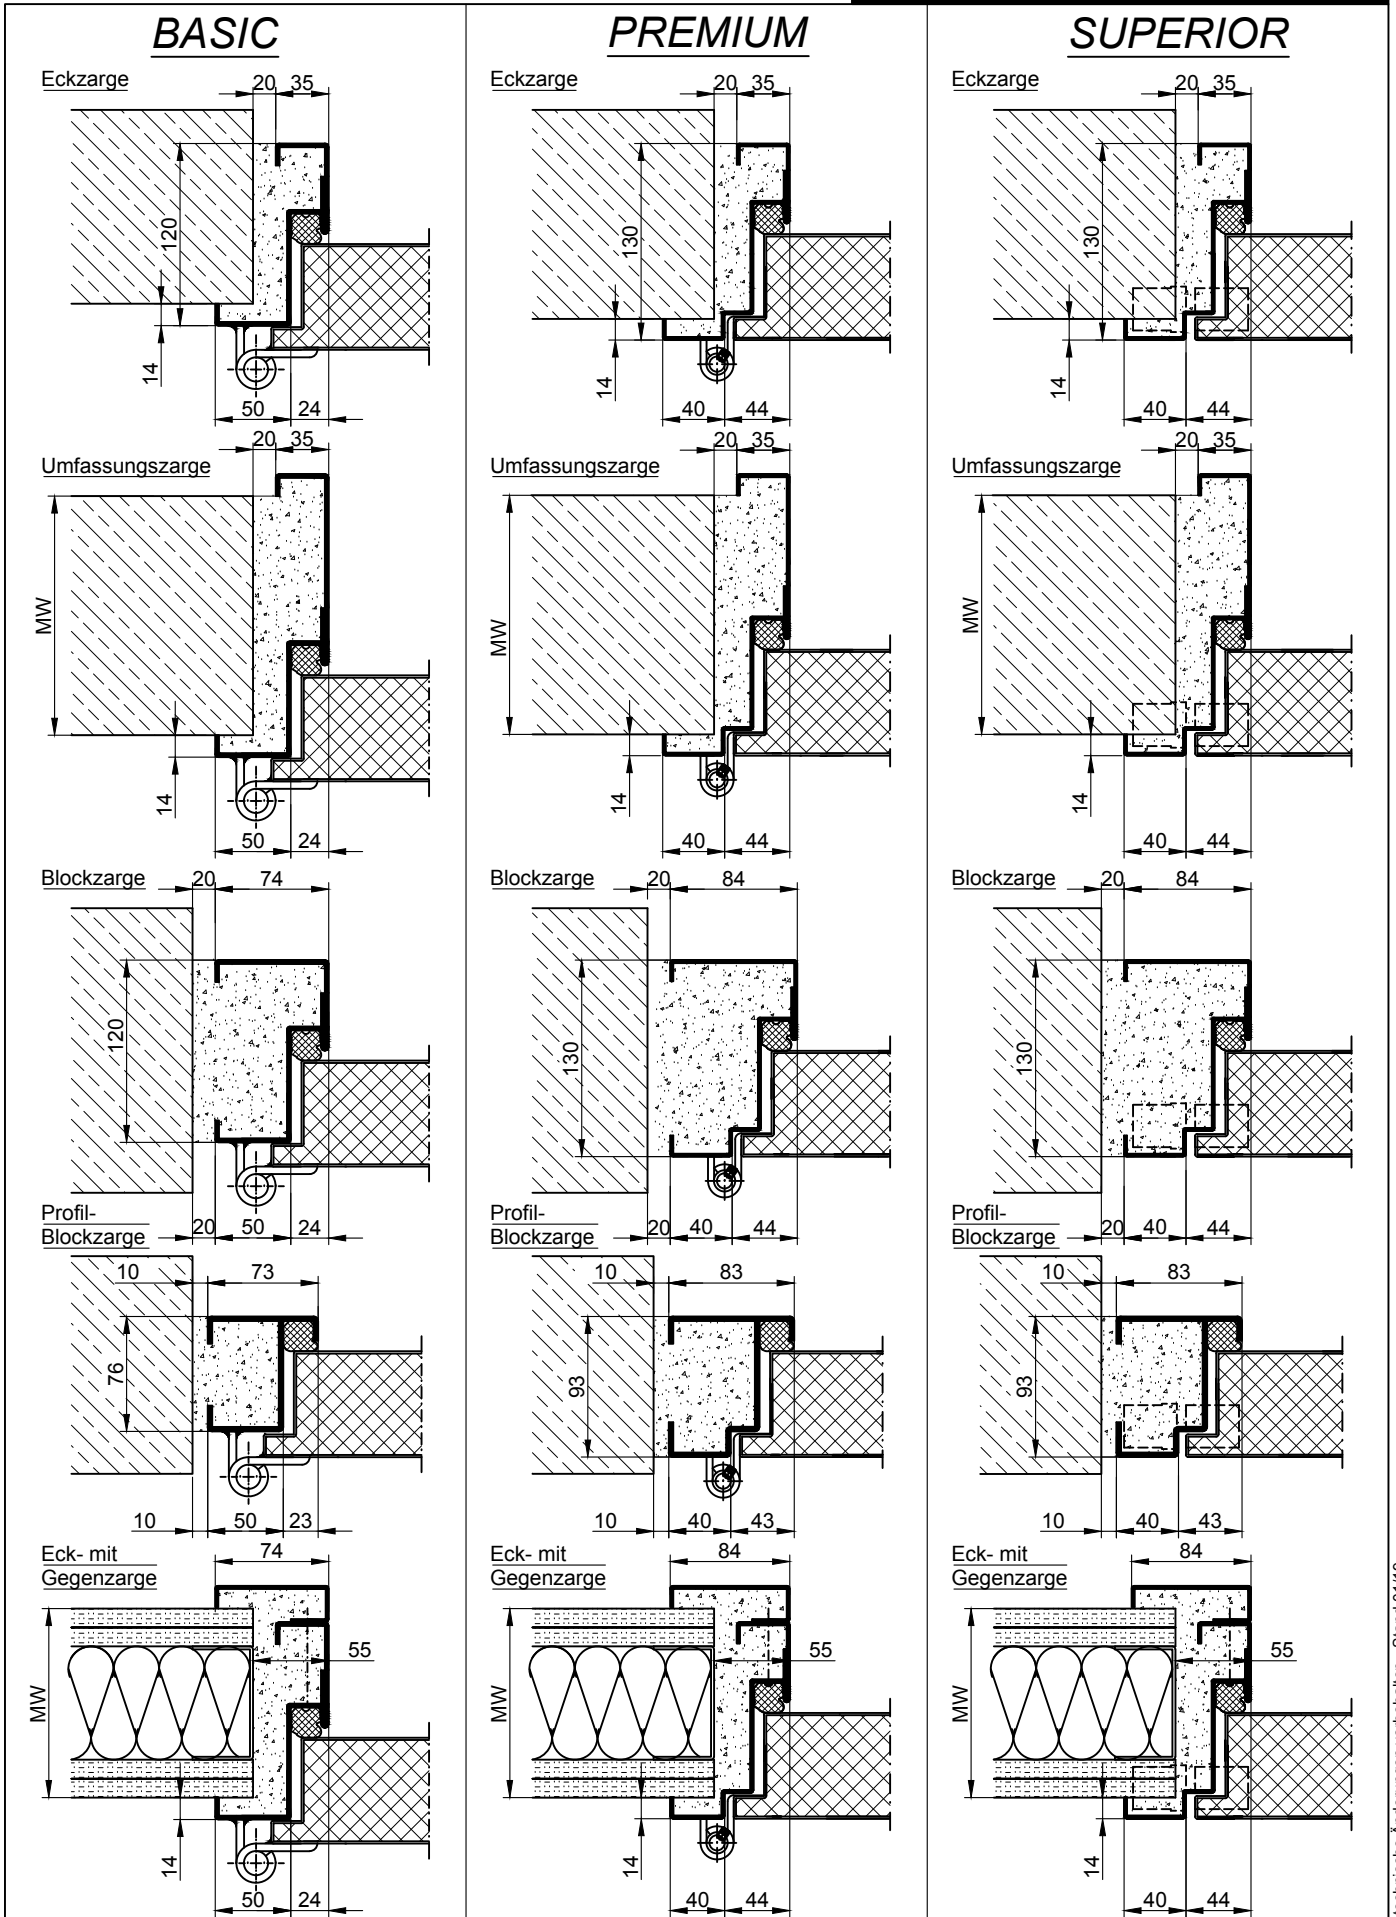 BASIC
PREMIUM
SUPERIOR
Eckzarge
20 35
120
14
50 24
Eckzarge
20 35
130
14
40 44
Eckzarge
20 35
130
14
40 44
Umfassungszarge
20 35
MW
14
50 24
Umfassungszarge
20 35
MW
14
40 44
Umfassungszarge
20 35
MW
14
40 44
Blockzarge
20 74
120
20 50 24
Blockzarge
20 84
130
20 40 44
Blockzarge
20 84
130
20 40 44
Profil-
Blockzarge
10 73
76
10 50 23
Profil-
Blockzarge
10 83
93
10 40 43
Profil-
Blockzarge
10 83
93
10 40 43
Eck- mit
Gegenzarge
74
55
MW
14
50 24
Eck- mit
Gegenzarge
84
55
MW
14
40 44
Eck- mit
Gegenzarge
84
55
MW
14
40 44